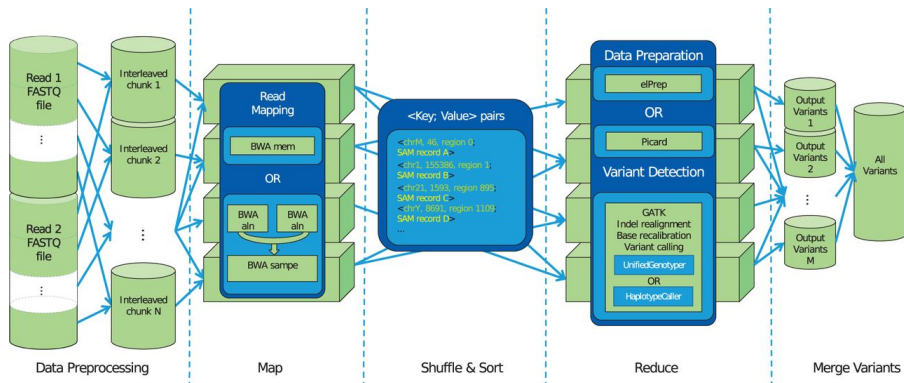 Read 1
FASTQ
file
...
Read 2
FASTQ
file
...
Interleaved
chunk 1
Interleaved
chunk 2
...
Interleaved
chunk N
Data Preprocessing
Read
Mapping
BWA mem
OR
BWA
aln
BWA
aln
BWA sampe
Map
<Key; Value> pairs
<chrM, 46, region 0;
SAM record A>
<chr1, 155386, region 1;
SAM record B>
<chr21, 1593, region 895;
SAM record C>
<chrY, 8691, region 1109;
SAM record D>
...
Shuffle & Sort
Data Preparation
elPrep
OR
Picard
Variant Detection
GATK
Indel realignment
Base recalibration
Variant calling
UnifiedGenotyper
OR
HaplotypeCaller
Reduce
Output
Variants
1
Output
Variants
2
...
Output
Variants
M
All
Variants
Merge Variants